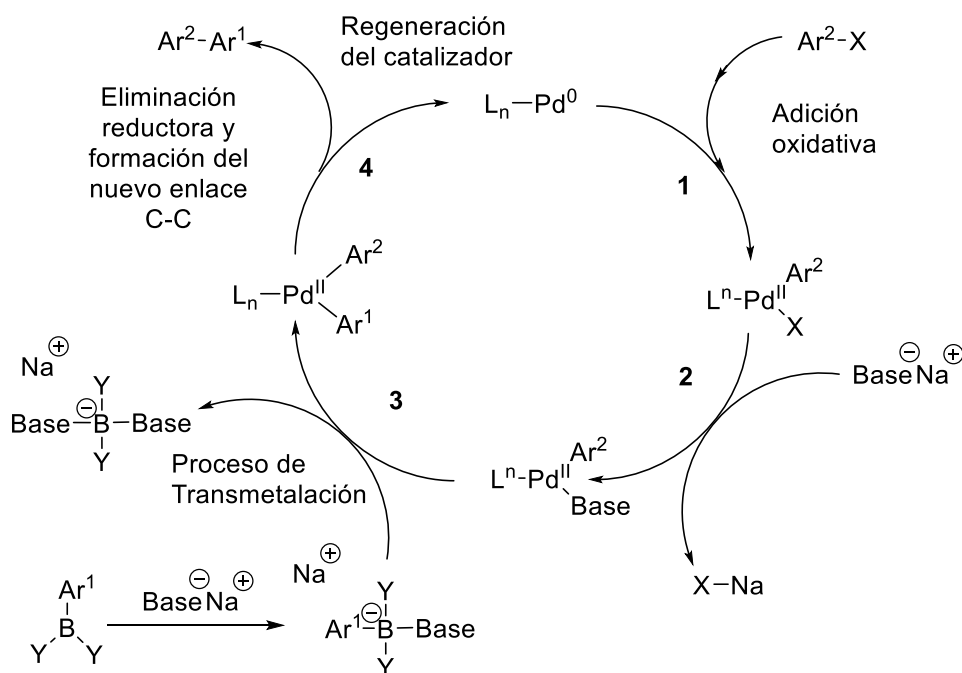 Regeneración
del catalizador
Ar²-Ar¹
Ar²-X
Eliminación
reductora y
formación del
nuevo enlace
C-C
Lₙ—Pd⁰
Adición
oxidativa
4
1
Lₙ—Pdᴵᴵ
Ar²
Ar¹
Lⁿ-Pdᴵᴵ
Ar²
X
Na⊕
Y
Base—B⊖—Base
Y
3
2
Base⊖Na⊕
Proceso de
Transmetalación
Lⁿ-Pdᴵᴵ
Ar²
Base
Ar¹
B
Y Y
Base⊖Na⊕
Na⊕
Y
Ar¹—B⊖—Base
Y
X—Na